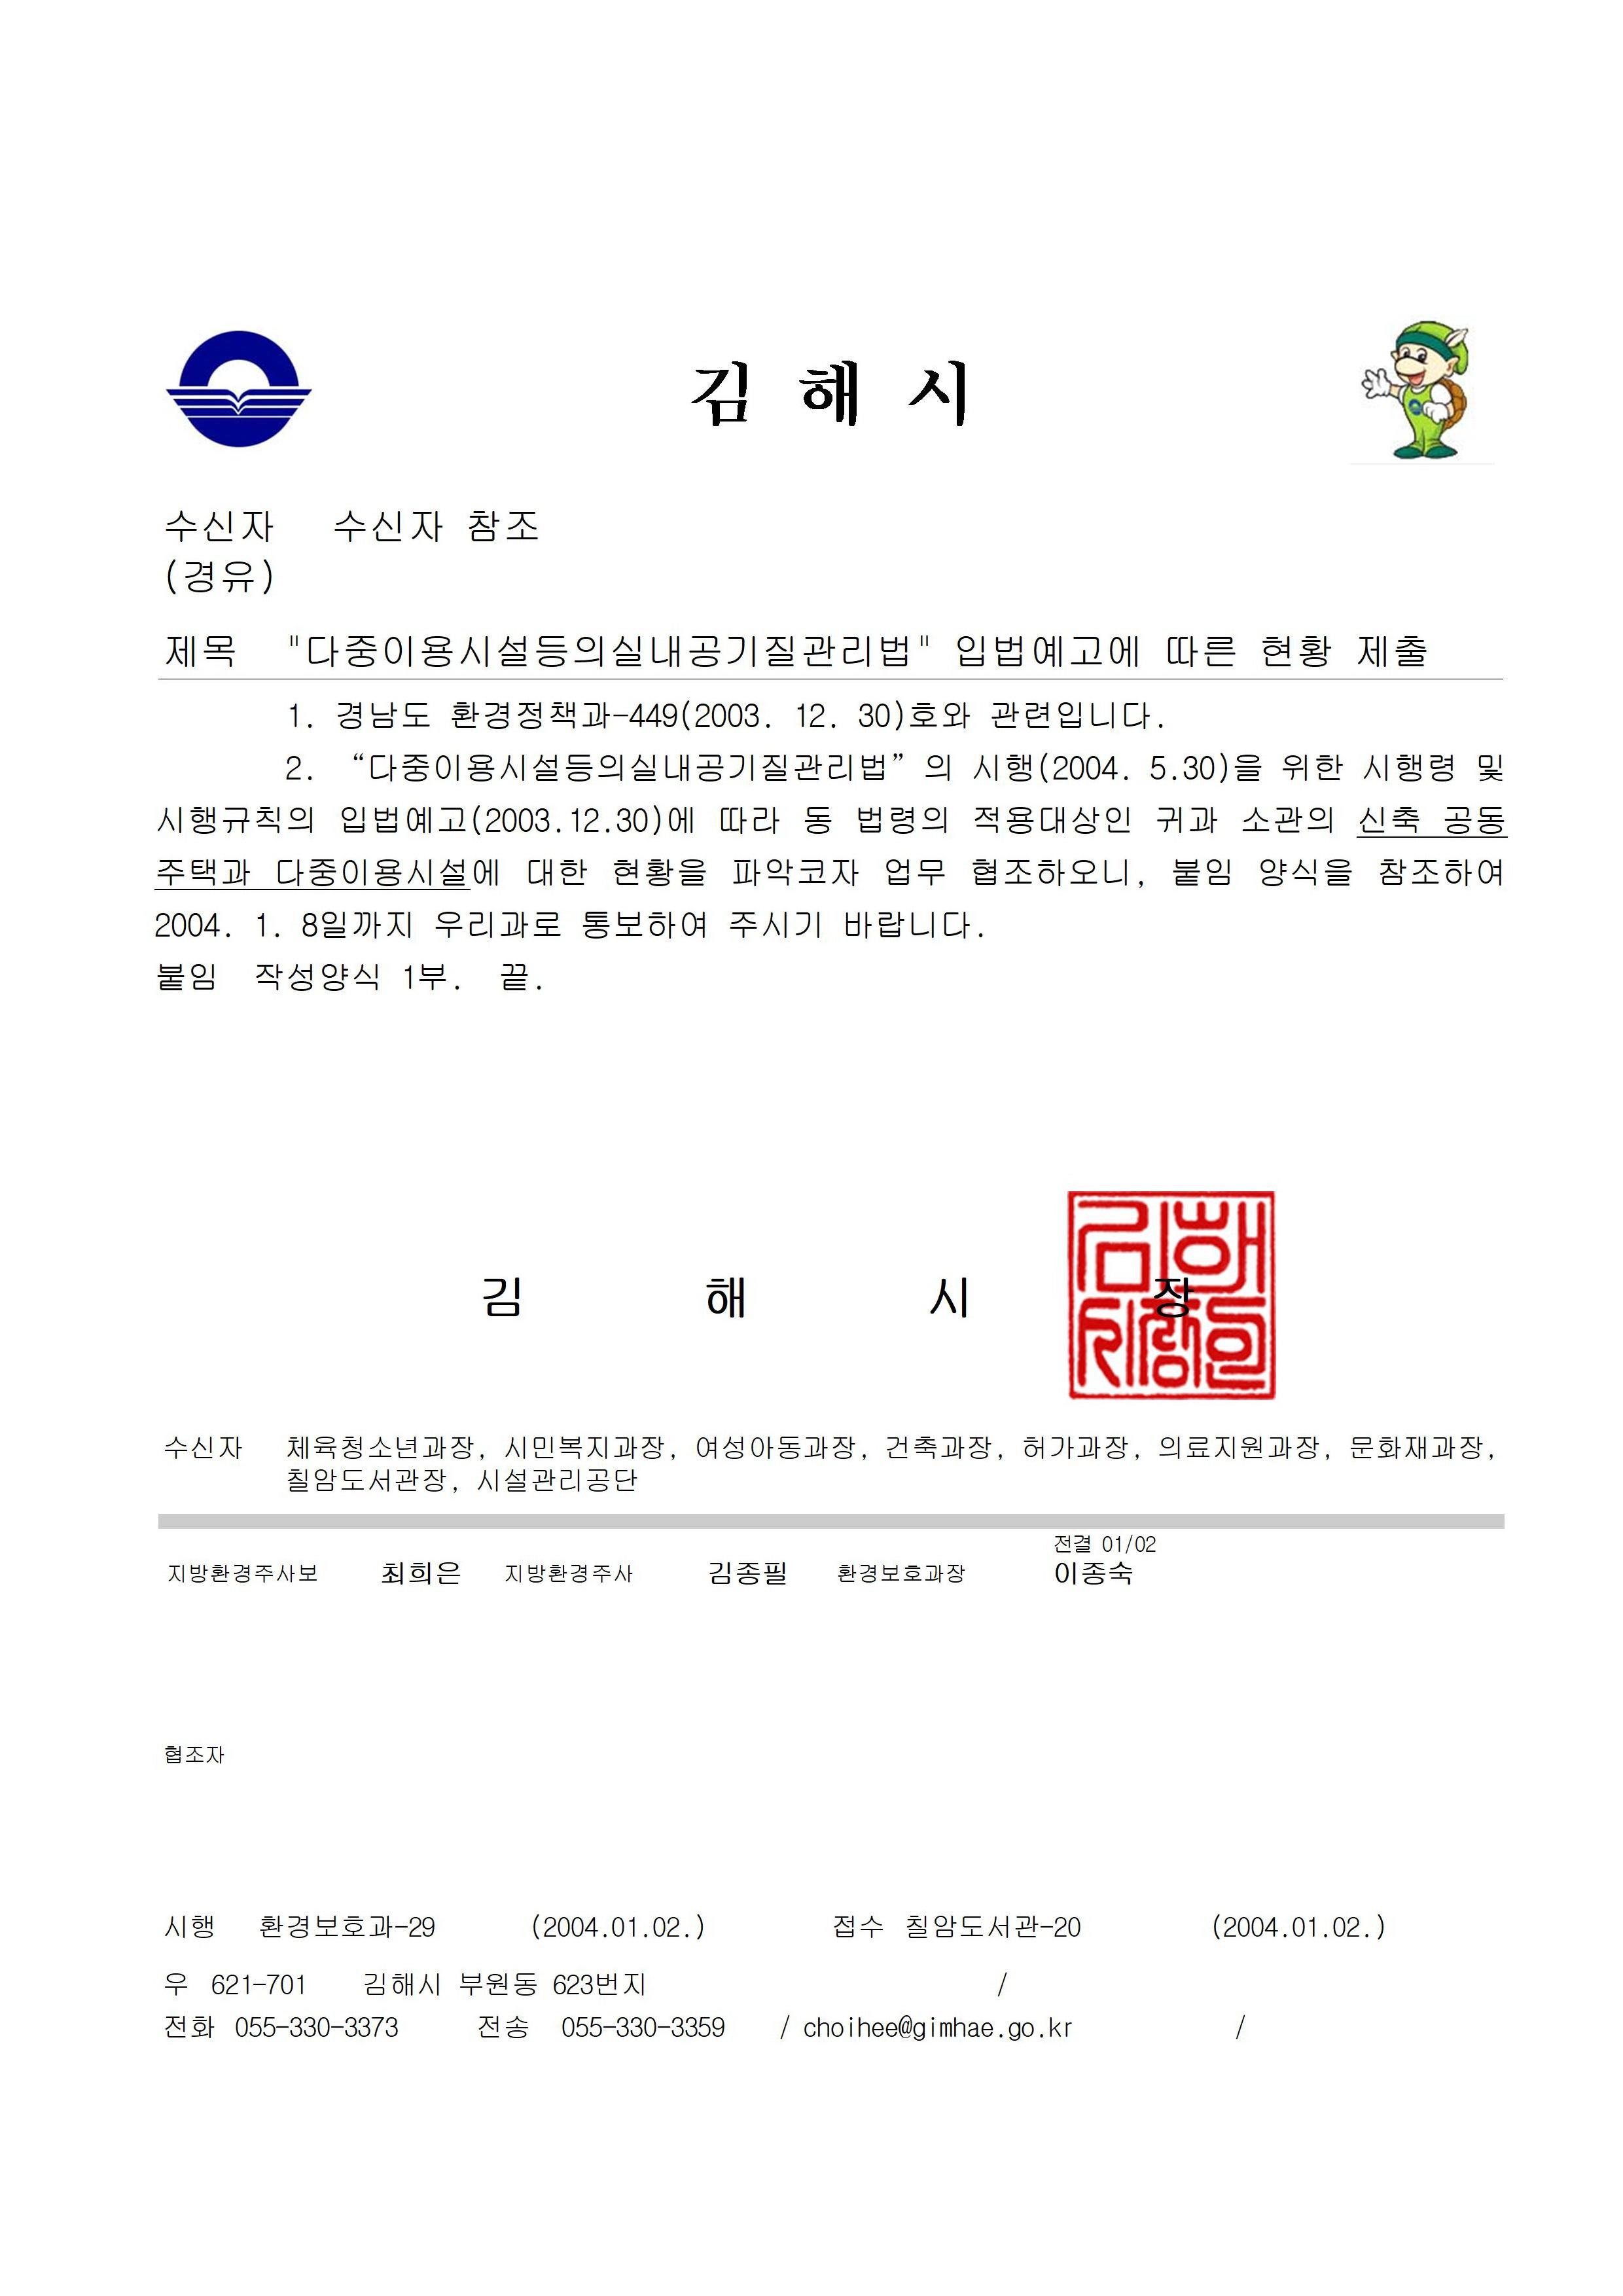 김 해 시
수신자 수신자 참조
(경유)
제목 "다중이용시설등의실내공기질관리법" 입법예고에 따른 현황 제출
1. 경남도 환경정책과-449(2003. 12. 30)호와 관련입니다.
2. “다중이용시설등의실내공기질관리법” 의 시행(2004. 5.30)을 위한 시행령 및
시행규칙의 입법예고(2003.12.30)에 따라 동 법령의 적용대상인 귀과 소관의 신축 공동
주택과 다중이용시설에 대한 현황을 파악코자 업무 협조하오니, 붙임 양식을 참조하여
2004. 1. 8일까지 우리과로 통보하여 주시기 바랍니다.
붙임 작성양식 1부. 끝.
김 해 시 장
김해
시장인
수신자 체육청소년과장, 시민복지과장, 여성아동과장, 건축과장, 허가과장, 의료지원과장, 문화재과장,
칠암도서관장, 시설관리공단
전결 01/02
지방환경주사보 최희은 지방환경주사 김종필 환경보호과장 이종숙
협조자
시행 환경보호과-29 (2004.01.02.) 접수 칠암도서관-20 (2004.01.02.)
우 621-701 김해시 부원동 623번지 /
전화 055-330-3373 전송 055-330-3359 / choihee@gimhae.go.kr /